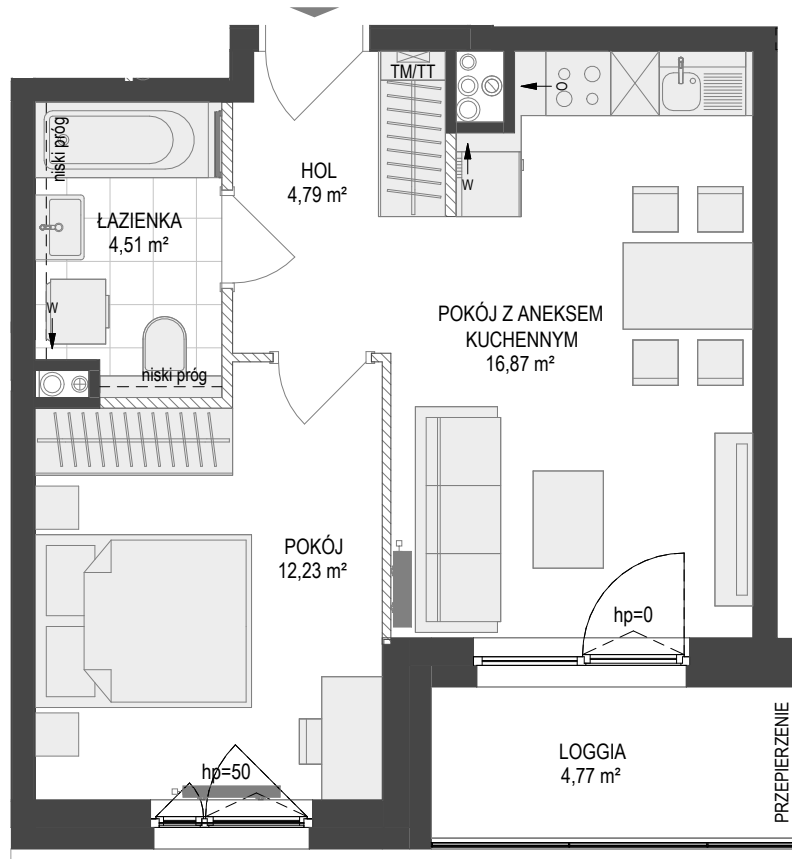 TM/TT
O
HOL
4,79 m²
W
niski próg
ŁAZIENKA
4,51 m²
W
niski próg
POKÓJ Z ANEKSEM
KUCHENNYM
16,87 m²
POKÓJ
12,23 m²
hp=0
hp=50
LOGGIA
4,77 m²
PRZEPIERZENIE